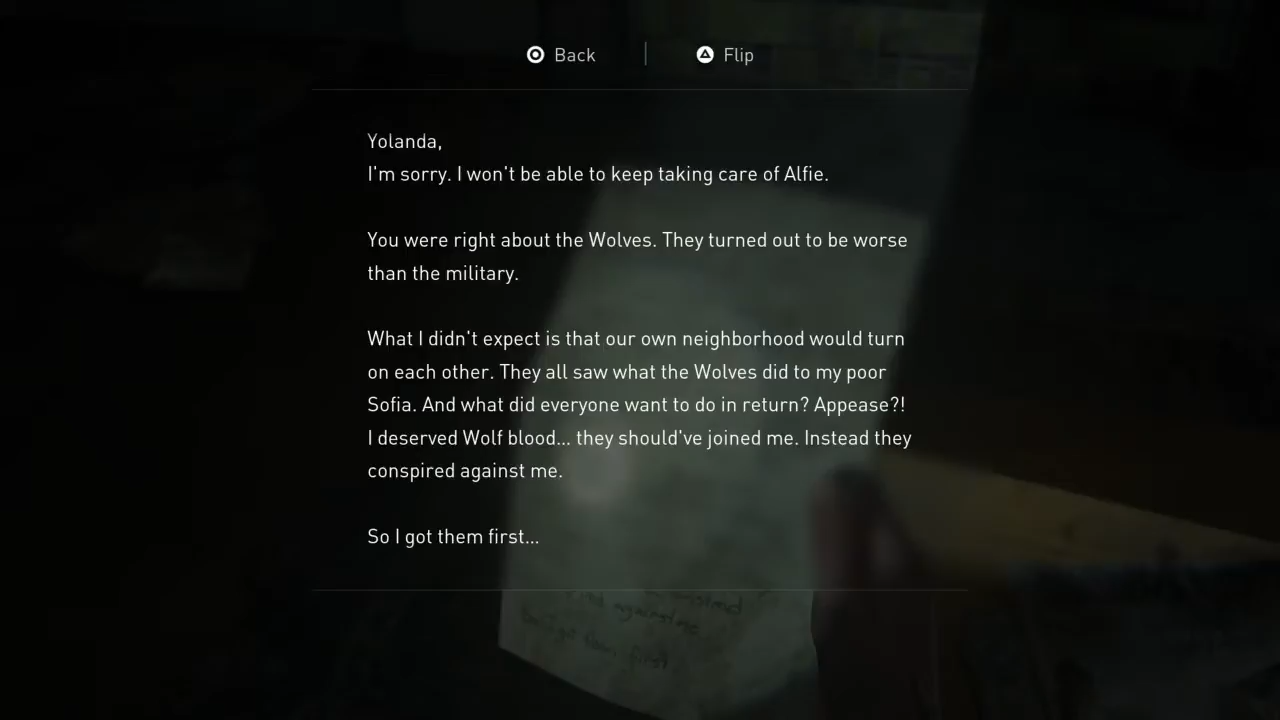 Back
Flip
Yolanda,
I'm sorry. I won't be able to keep taking care of Alfie.
You were right about the Wolves. They turned out to be worse
than the military.
What I didn't expect is that our own neighborhood would turn
on each other. They all saw what the Wolves did to my poor
Sofia. And what did everyone want to do in return? Appease?!
I deserved Wolf blood... they should've joined me. Instead they
conspired against me.
So I got them first...
against me
first